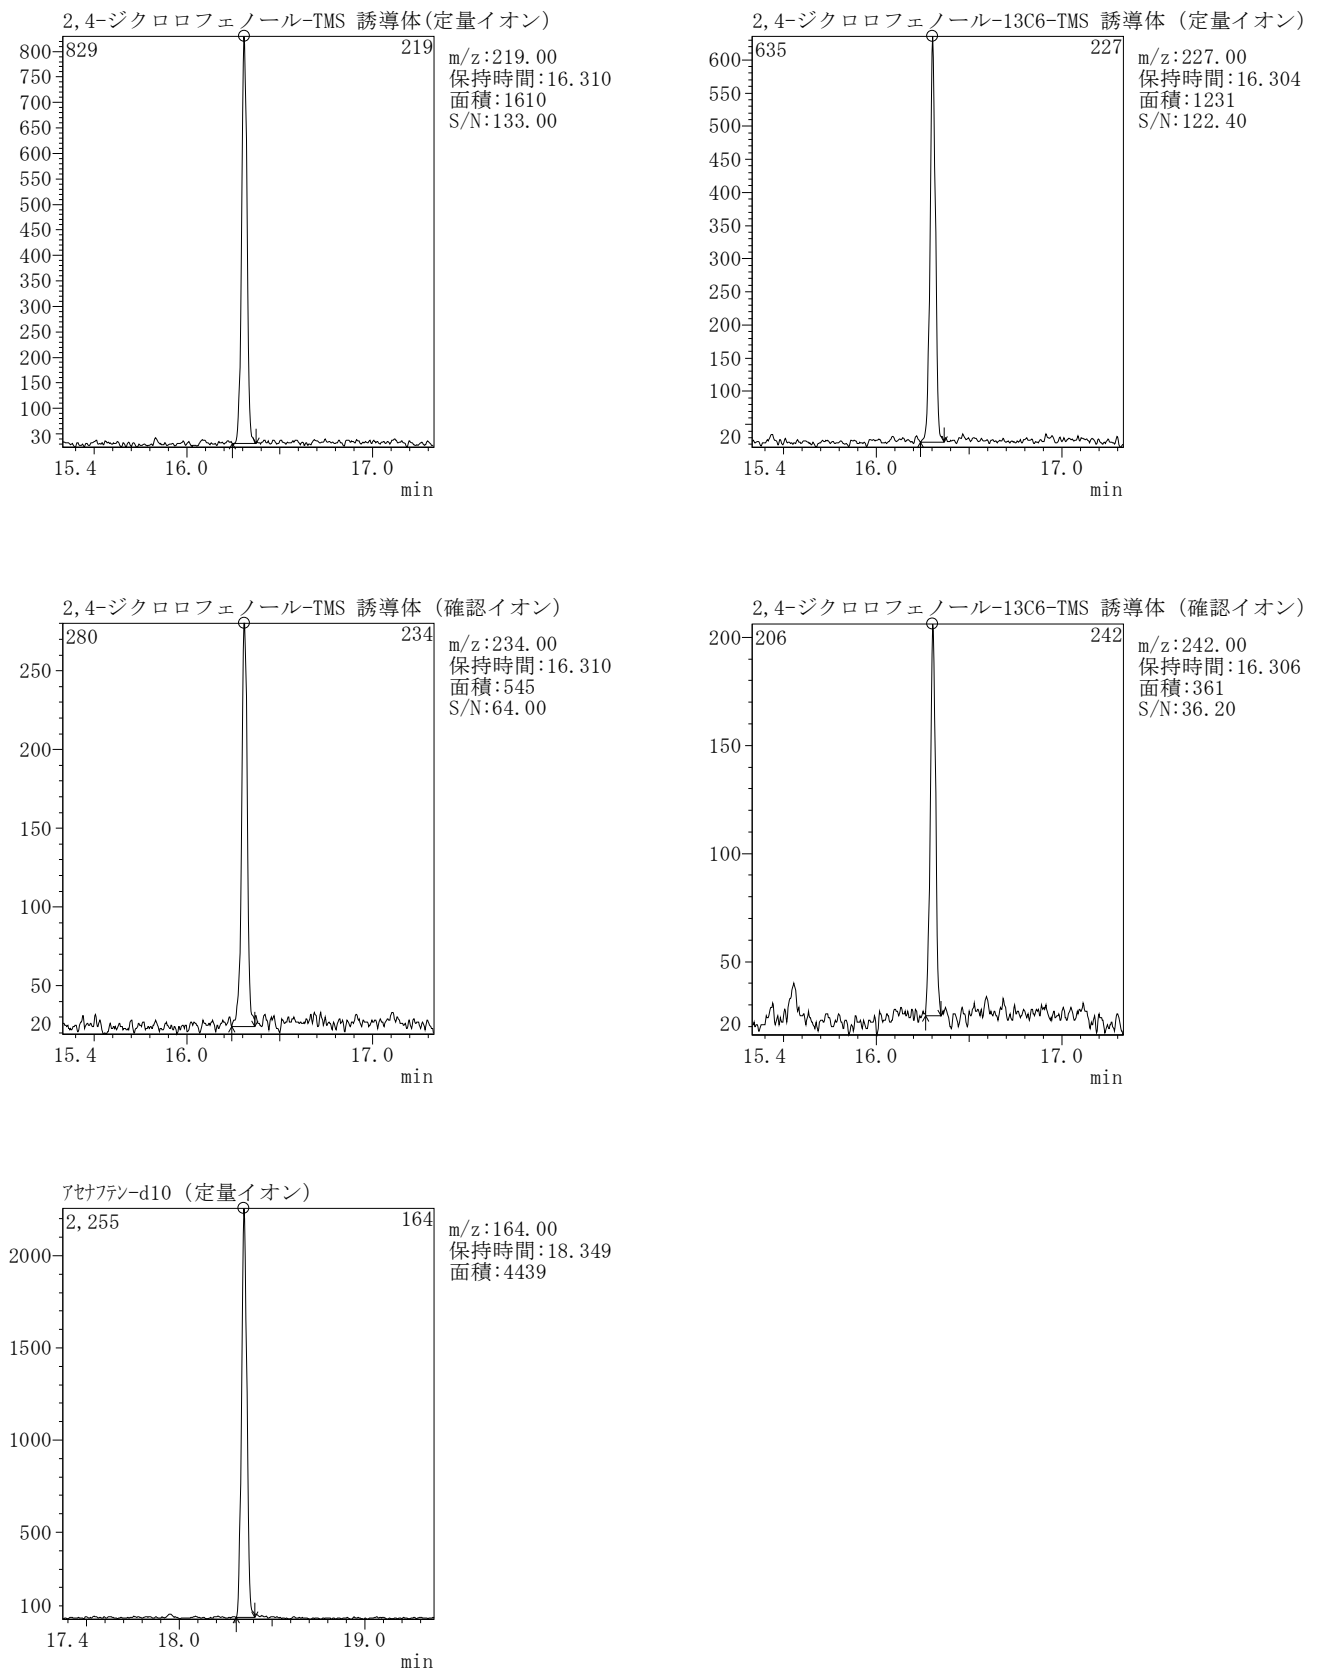 2,4-ジクロロフェノール-TMS 誘導体(定量イオン)
829
219
m/z:219.00
保持時間:16.310
面積:1610
S/N:133.00
800
750
700
650
600
550
500
450
400
350
300
250
200
150
100
30
15.4
16.0
17.0
min
2,4-ジクロロフェノール-13C6-TMS 誘導体 (定量イオン)
635
227
m/z:227.00
保持時間:16.304
面積:1231
S/N:122.40
600
550
500
450
400
350
300
250
200
150
100
20
15.4
16.0
17.0
min
2,4-ジクロロフェノール-TMS 誘導体 (確認イオン)
280
234
m/z:234.00
保持時間:16.310
面積:545
S/N:64.00
250
200
150
100
50
20
15.4
16.0
17.0
min
2,4-ジクロロフェノール-13C6-TMS 誘導体 (確認イオン)
206
242
m/z:242.00
保持時間:16.306
面積:361
S/N:36.20
200
150
100
50
20
15.4
16.0
17.0
min
アセナフテン-d10 (定量イオン)
2,255
164
m/z:164.00
保持時間:18.349
面積:4439
2000
1500
1000
500
100
17.4
18.0
19.0
min